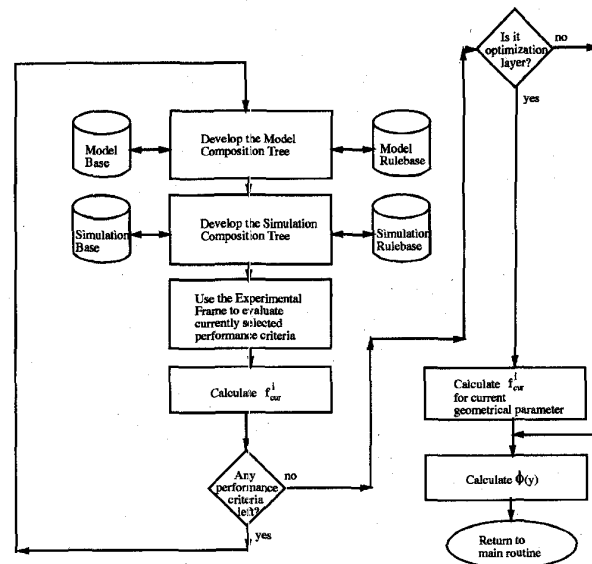 Is it
optimization
layer?
no
yes
Model
Base
Develop the Model
Composition Tree
Model
Rulebase
Simulation
Base
Develop the Simulation
Composition Tree
Simulation
Rulebase
Use the Experimental
Frame to evaluate
currently selected
performance criteria
Calculate f^i_cur
Any
performance
criteria
left?
no
yes
Calculate f^i_cur
for current
geometrical parameter
Calculate ϕ(y)
Return to
main routine